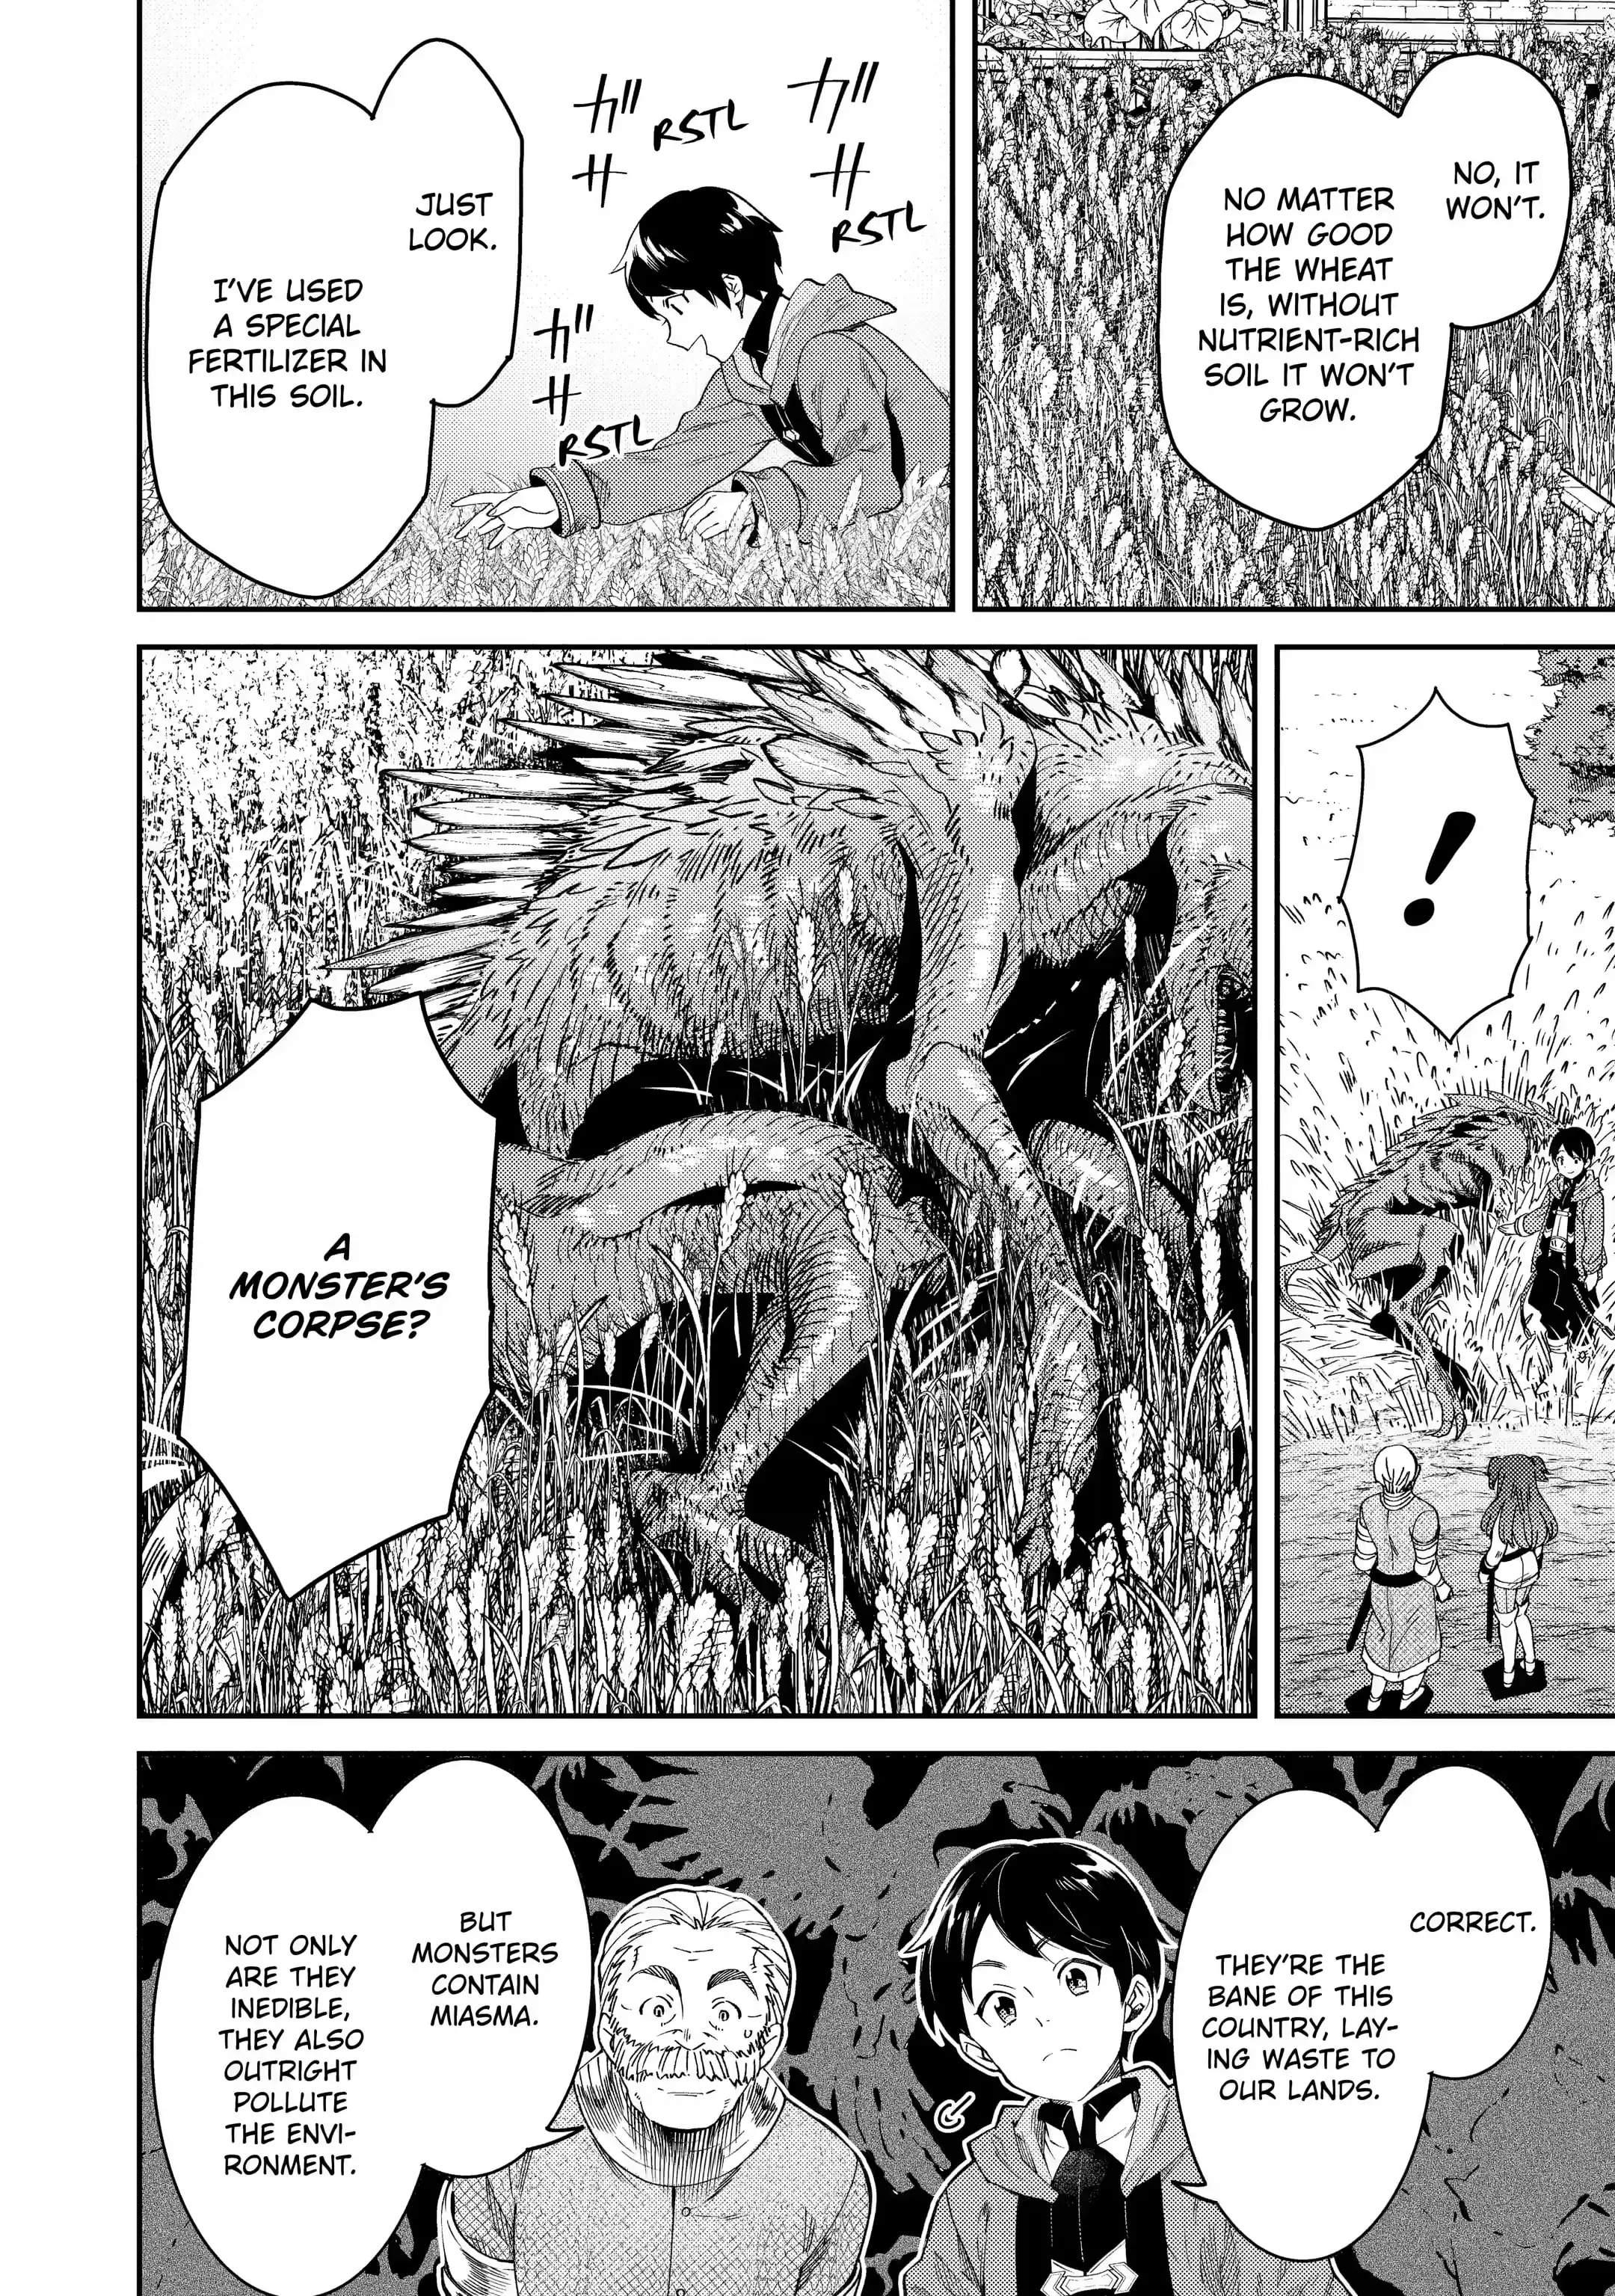 NO, IT
WON'T.
NO MATTER
HOW GOOD
THE WHEAT
IS, WITHOUT
NUTRIENT-RICH
SOIL IT WON'T
GROW.
ガサ
RSTL
ガサ
RSTL
ガサ
RSTL
JUST
LOOK.
I'VE USED
A SPECIAL
FERTILIZER IN
THIS SOIL.
!
A
MONSTER'S
CORPSE?
CORRECT.
THEY'RE THE
BANE OF THIS
COUNTRY, LAY-
ING WASTE TO
OUR LANDS.
BUT
MONSTERS
CONTAIN
MIASMA.
NOT ONLY
ARE THEY
INEDIBLE,
THEY ALSO
OUTRIGHT
POLLUTE
THE ENVI-
RONMENT.